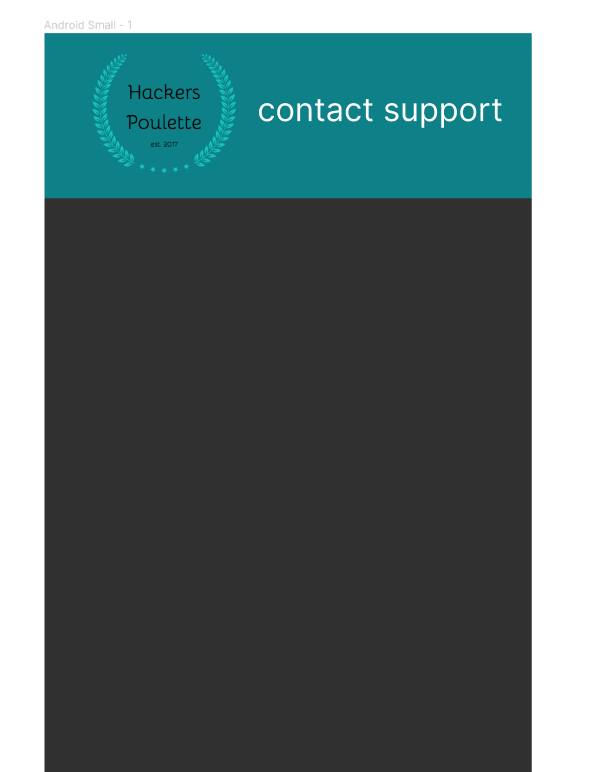 Android Small - 1
Hackers
Poulette
est. 2017
contact support